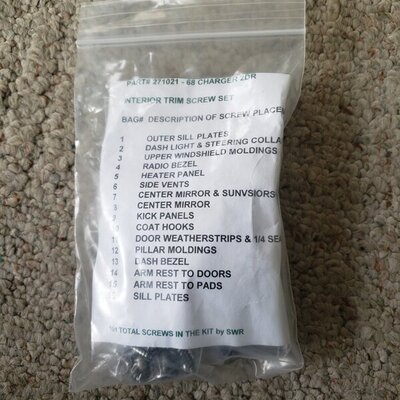 PART# 271021 - 68 CHARGER 2DR
INTERIOR TRIM SCREW SET
BAG# DESCRIPTION OF SCREW PLACE
1 OUTER SILL PLATES
2 DASH LIGHT & STEERING COLLA
3 UPPER WINDSHIELD MOLDINGS
4 RADIO BEZEL
5 HEATER PANEL
6 SIDE VENTS
7 CENTER MIRROR & SUNVSIORS
8 CENTER MIRROR
9 KICK PANELS
10 COAT HOOKS
11 DOOR WEATHERSTRIPS & 1/4 SEA
12 PILLAR MOLDINGS
13 DASH BEZEL
14 ARM REST TO DOORS
15 ARM REST TO PADS
16 SILL PLATES
TOTAL SCREWS IN THE KIT by SWR